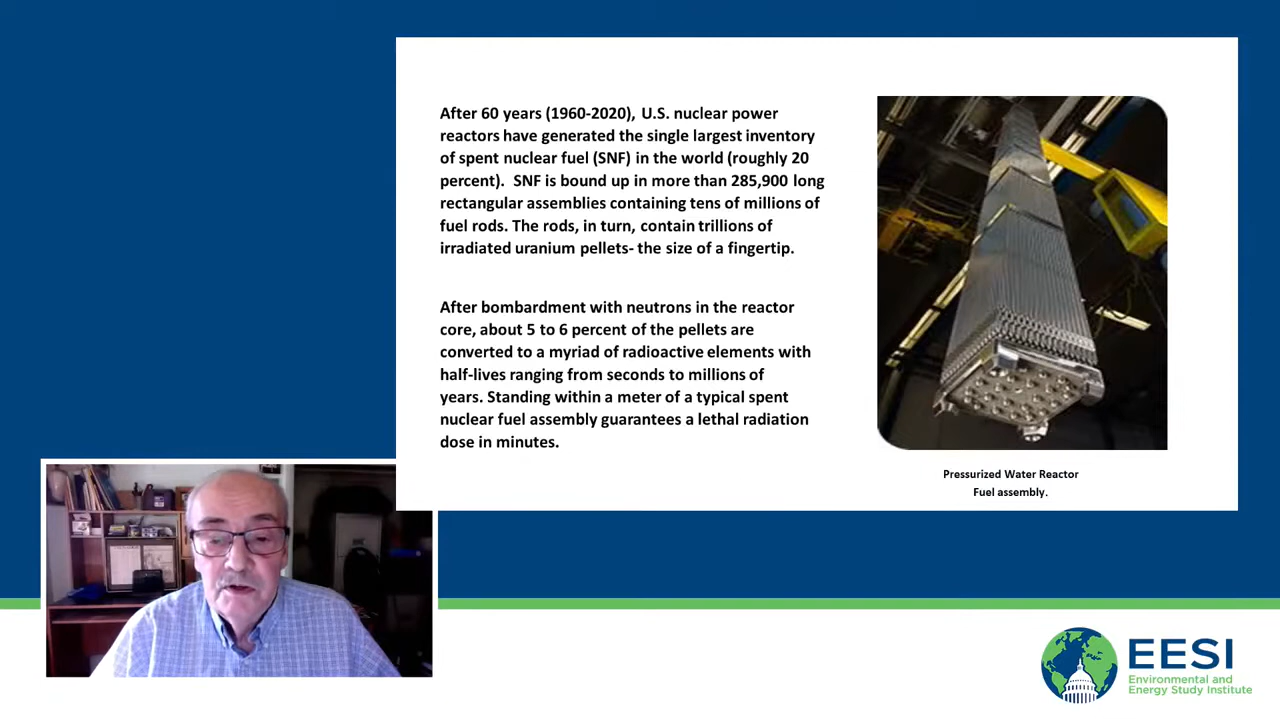 After 60 years (1960-2020), U.S. nuclear power
reactors have generated the single largest inventory
of spent nuclear fuel (SNF) in the world (roughly 20
percent). SNF is bound up in more than 285,900 long
rectangular assemblies containing tens of millions of
fuel rods. The rods, in turn, contain trillions of
irradiated uranium pellets- the size of a fingertip.
After bombardment with neutrons in the reactor
core, about 5 to 6 percent of the pellets are
converted to a myriad of radioactive elements with
half-lives ranging from seconds to millions of
years. Standing within a meter of a typical spent
nuclear fuel assembly guarantees a lethal radiation
dose in minutes.
Pressurized Water Reactor
Fuel assembly.
EESI
Environmental and
Energy Study Institute